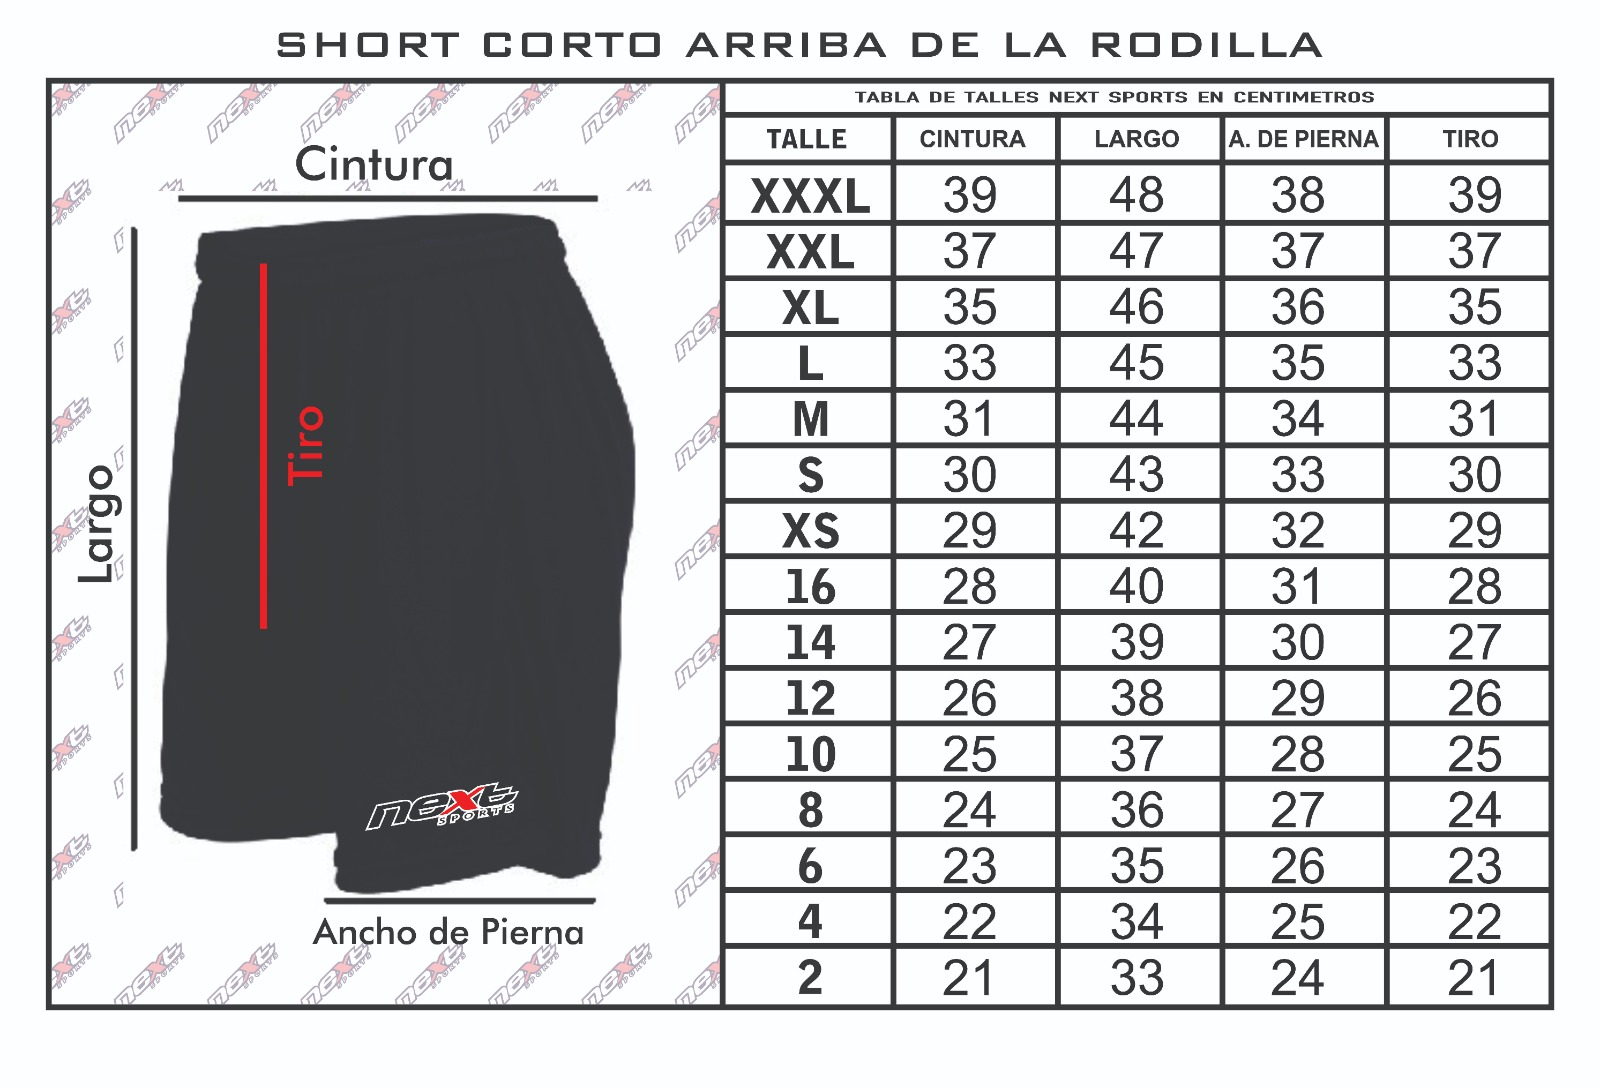 SHORT CORTO ARRIBA DE LA RODILLA
Cintura
Largo
Tiro
next
SPORTS
Ancho de Pierna
TABLA DE TALLES NEXT SPORTS EN CENTIMETROS
TALLE CINTURA LARGO A. DE PIERNA TIRO
XXXL 39 48 38 39
XXL 37 47 37 37
XL 35 46 36 35
L 33 45 35 33
M 31 44 34 31
S 30 43 33 30
XS 29 42 32 29
16 28 40 31 28
14 27 39 30 27
12 26 38 29 26
10 25 37 28 25
8 24 36 27 24
6 23 35 26 23
4 22 34 25 22
2 21 33 24 21